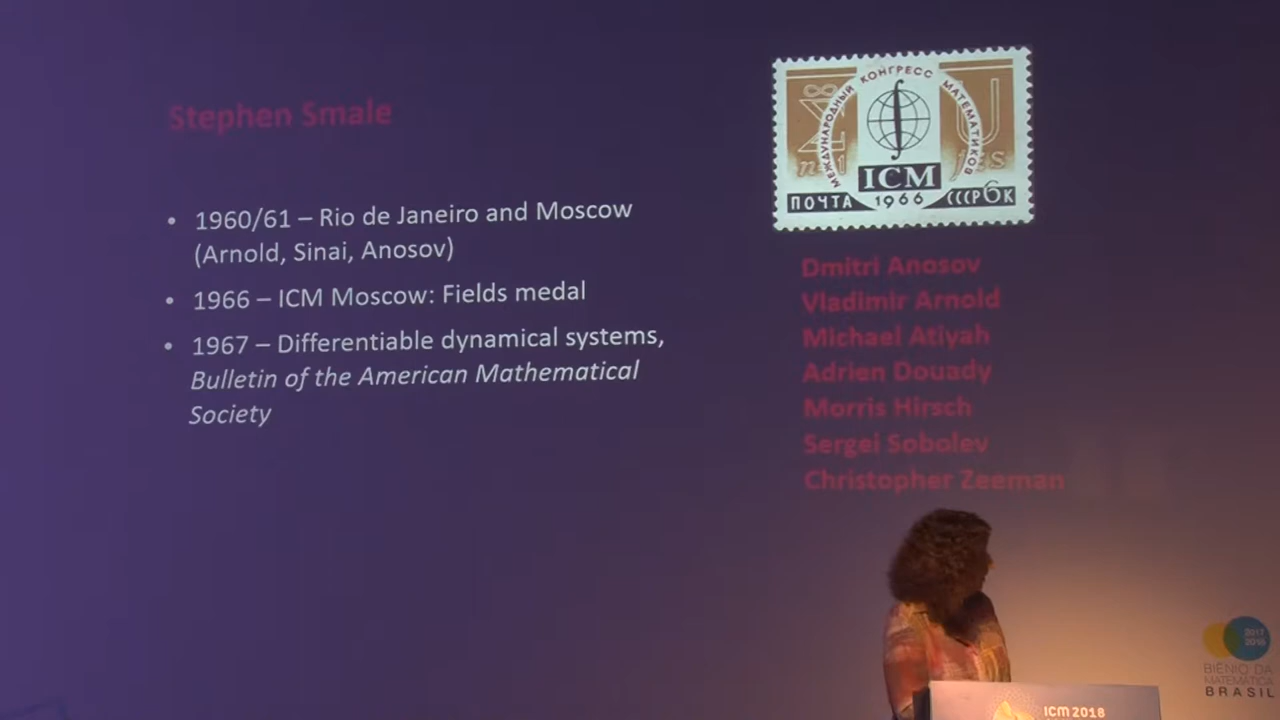 Stephen Smale
• 1960/61 – Rio de Janeiro and Moscow
(Arnold, Sinai, Anosov)
• 1966 – ICM Moscow: Fields medal
• 1967 – Differentiable dynamical systems,
Bulletin of the American Mathematical
Society
МЕЖДУНАРОДНЫЙ КОНГРЕСС МАТЕМАТИКОВ
ICM
1966
ПОЧТА
СССР 6К
Dmitri Anosov
Vladimir Arnold
Michael Atiyah
Adrien Douady
Morris Hirsch
Sergei Sobolev
Christopher Zeeman
2017
2018
BIÊNIO DA
MATEMÁTICA
BRASIL
ICM 2018